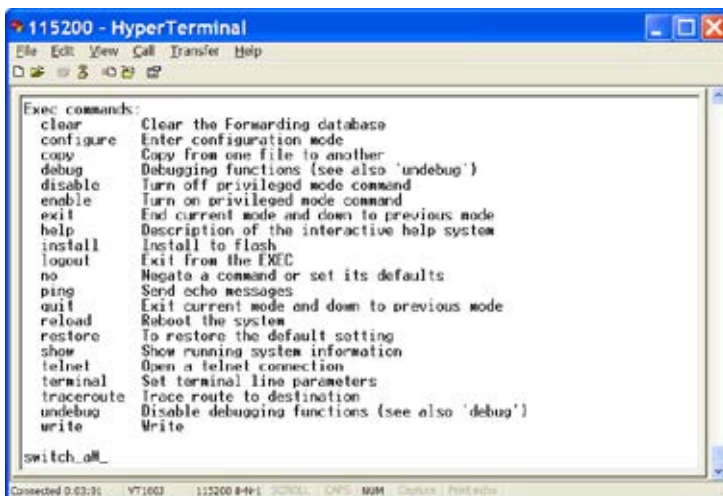 115200 - HyperTerminal
File Edit View Call Transfer Help
Exec commands:
clear Clear the Forwarding database
configure Enter configuration mode
copy Copy from one file to another
debug Debugging functions (see also 'undebug')
disable Turn off privileged mode command
enable Turn on privileged mode command
exit End current mode and down to previous mode
help Description of the interactive help system
install Install to flash
logout Exit from the EXEC
no Negate a command or set its defaults
ping Send echo messages
quit Exit current mode and down to previous mode
reload Reboot the system
restore To restore the default setting
show Show running system information
telnet Open a telnet connection
terminal Set terminal line parameters
traceroute Trace route to destination
undebug Disable debugging functions (see also 'debug')
write Write
Connected 0:03:01 115200 8-N-1 SCROLL CAPS NUM Capture Print echo